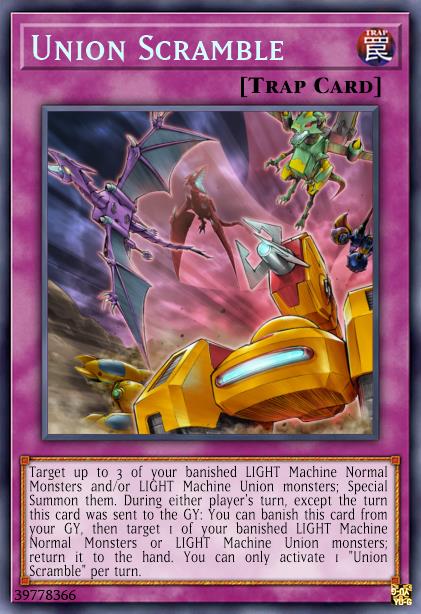 Union Scramble
TRAP
罠
[Trap Card]
Target up to 3 of your banished LIGHT Machine Normal
Monsters and/or LIGHT Machine Union monsters; Special
Summon them. During either player's turn, except the turn
this card was sent to the GY: You can banish this card from
your GY, then target 1 of your banished LIGHT Machine
Normal Monsters or LIGHT Machine Union monsters;
return it to the hand. You can only activate 1 "Union
Scramble" per turn.
39778366